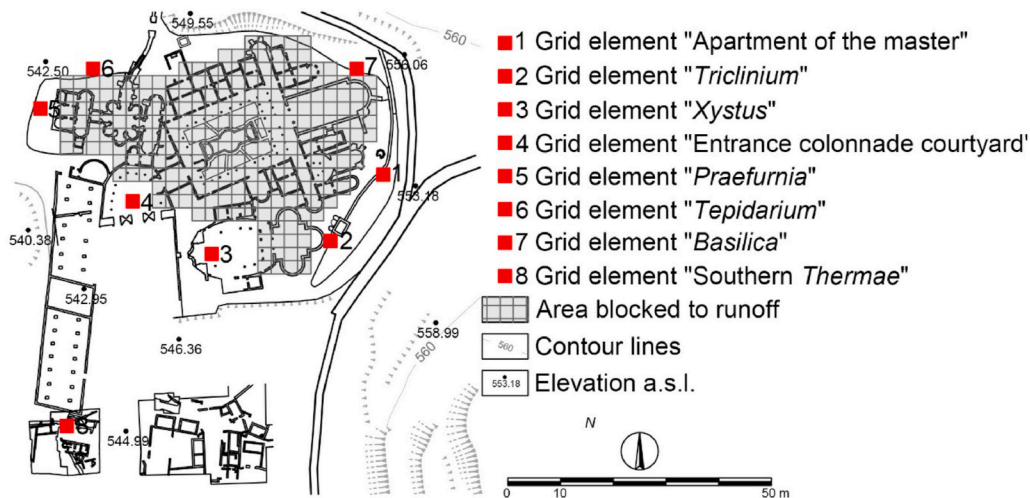 549.55
560
556.06
542.50
6
7
5
1
553.18
4
2
540.38
3
542.95
558.99
560
546.36
8
544.99
1 Grid element "Apartment of the master"
2 Grid element "Triclinium"
3 Grid element "Xystus"
4 Grid element "Entrance colonnade courtyard'
5 Grid element "Praefurnia"
6 Grid element "Tepidarium"
7 Grid element "Basilica"
8 Grid element "Southern Thermae"
Area blocked to runoff
560 Contour lines
553.18 Elevation a.s.l.
N
0 10 50 m